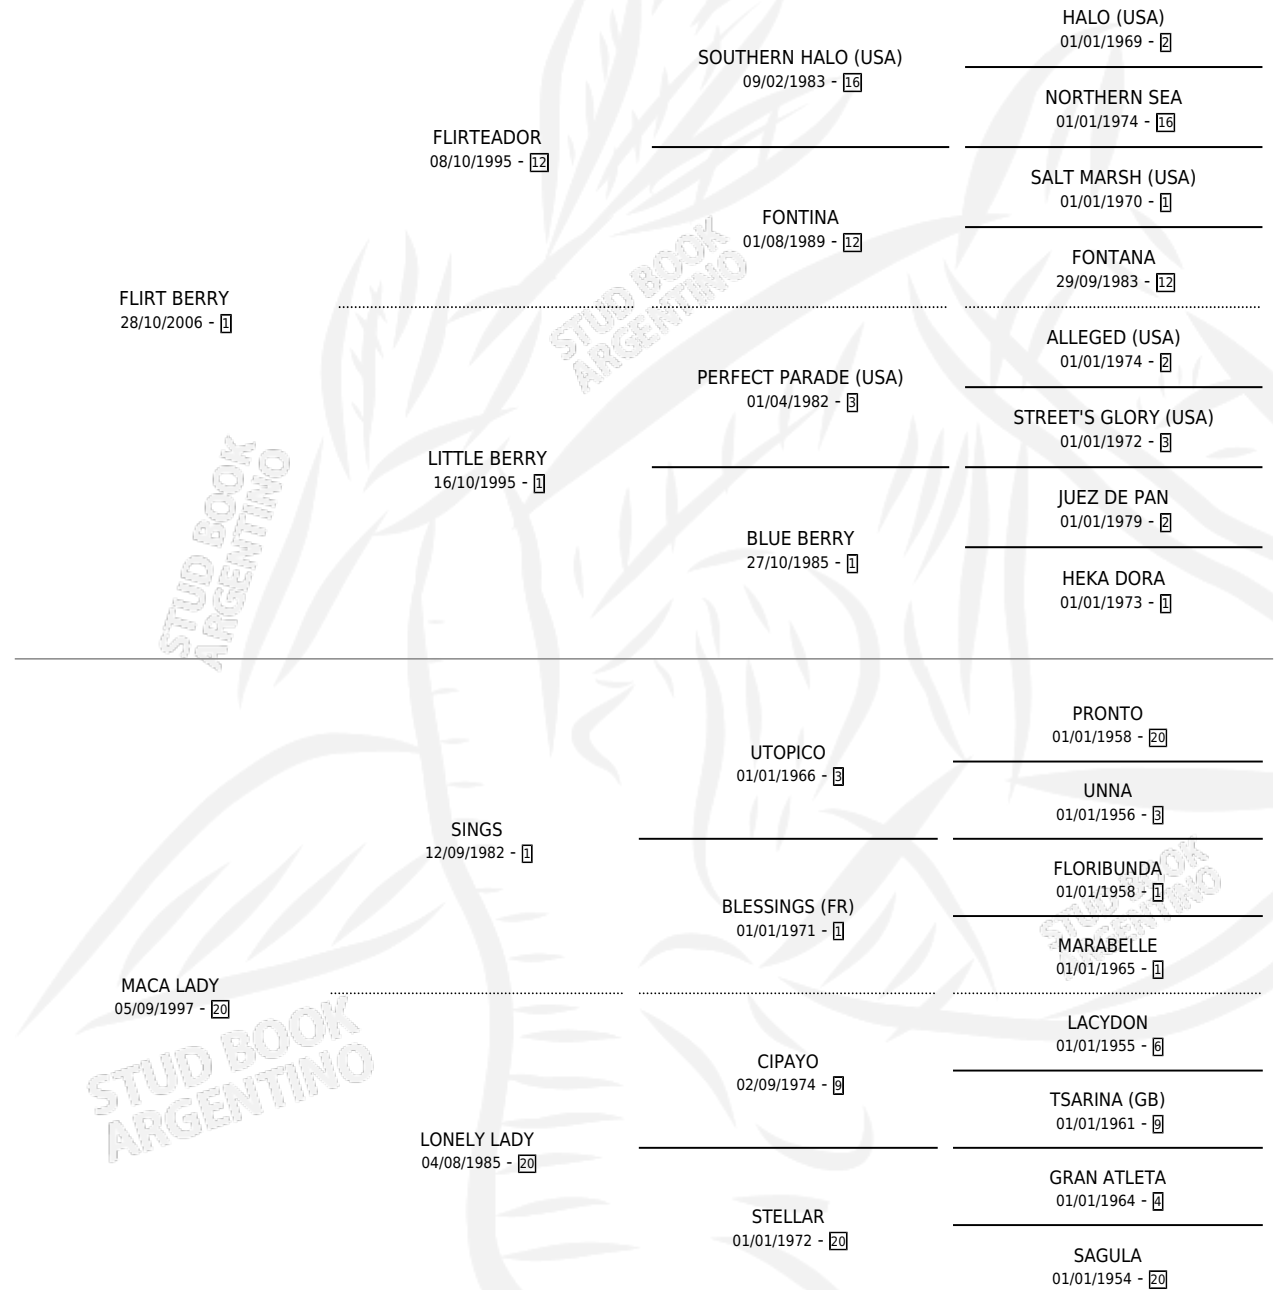 HALO (USA)
01/01/1969 - 2
SOUTHERN HALO (USA)
09/02/1983 - 16
NORTHERN SEA
01/01/1974 - 16
FLIRTEADOR
08/10/1995 - 12
SALT MARSH (USA)
01/01/1970 - 1
FONTINA
01/08/1989 - 12
FONTANA
29/09/1983 - 12
FLIRT BERRY
28/10/2006 - 1
ALLEGED (USA)
01/01/1974 - 2
PERFECT PARADE (USA)
01/04/1982 - 3
STREET'S GLORY (USA)
01/01/1972 - 3
LITTLE BERRY
16/10/1995 - 1
JUEZ DE PAN
01/01/1979 - 2
BLUE BERRY
27/10/1985 - 1
HEKA DORA
01/01/1973 - 1
PRONTO
01/01/1958 - 20
UTOPICO
01/01/1966 - 3
UNNA
01/01/1956 - 3
SINGS
12/09/1982 - 1
FLORIBUNDA
01/01/1958 - 1
BLESSINGS (FR)
01/01/1971 - 1
MARABELLE
01/01/1965 - 1
MACA LADY
05/09/1997 - 20
LACYDON
01/01/1955 - 6
CIPAYO
02/09/1974 - 9
TSARINA (GB)
01/01/1961 - 9
LONELY LADY
04/08/1985 - 20
GRAN ATLETA
01/01/1964 - 4
STELLAR
01/01/1972 - 20
SAGULA
01/01/1954 - 20
STUD BOOK
ARGENTINO
STUD BOOK
ARGENTINO
STUD BOOK
ARGENTINO
STUD BOOK
ARGENTINO